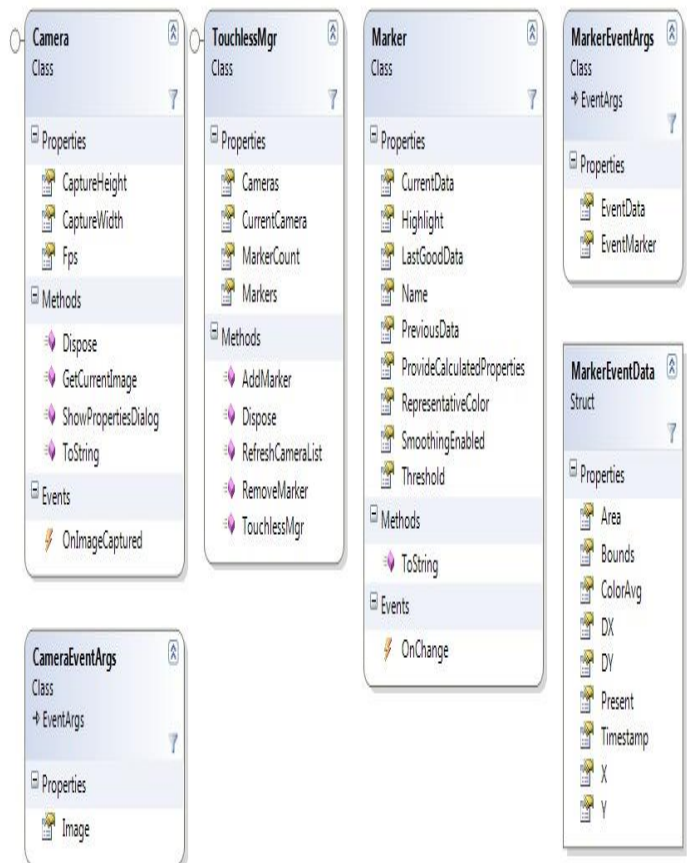 Camera
Class
Properties
CaptureHeight
CaptureWidth
Fps
Methods
Dispose
GetCurrentImage
ShowPropertiesDialog
ToString
Events
OnImageCaptured
TouchlessMgr
Class
Properties
Cameras
CurrentCamera
MarkerCount
Markers
Methods
AddMarker
Dispose
RefreshCameraList
RemoveMarker
TouchlessMgr
Marker
Class
Properties
CurrentData
Highlight
LastGoodData
Name
PreviousData
ProvideCalculatedProperties
RepresentativeColor
SmoothingEnabled
Threshold
Methods
ToString
Events
OnChange
MarkerEventArgs
Class
EventArgs
Properties
EventData
EventMarker
MarkerEventData
Struct
Properties
Area
Bounds
ColorAvg
DX
DY
Present
Timestamp
X
Y
CameraEventArgs
Class
EventArgs
Properties
Image